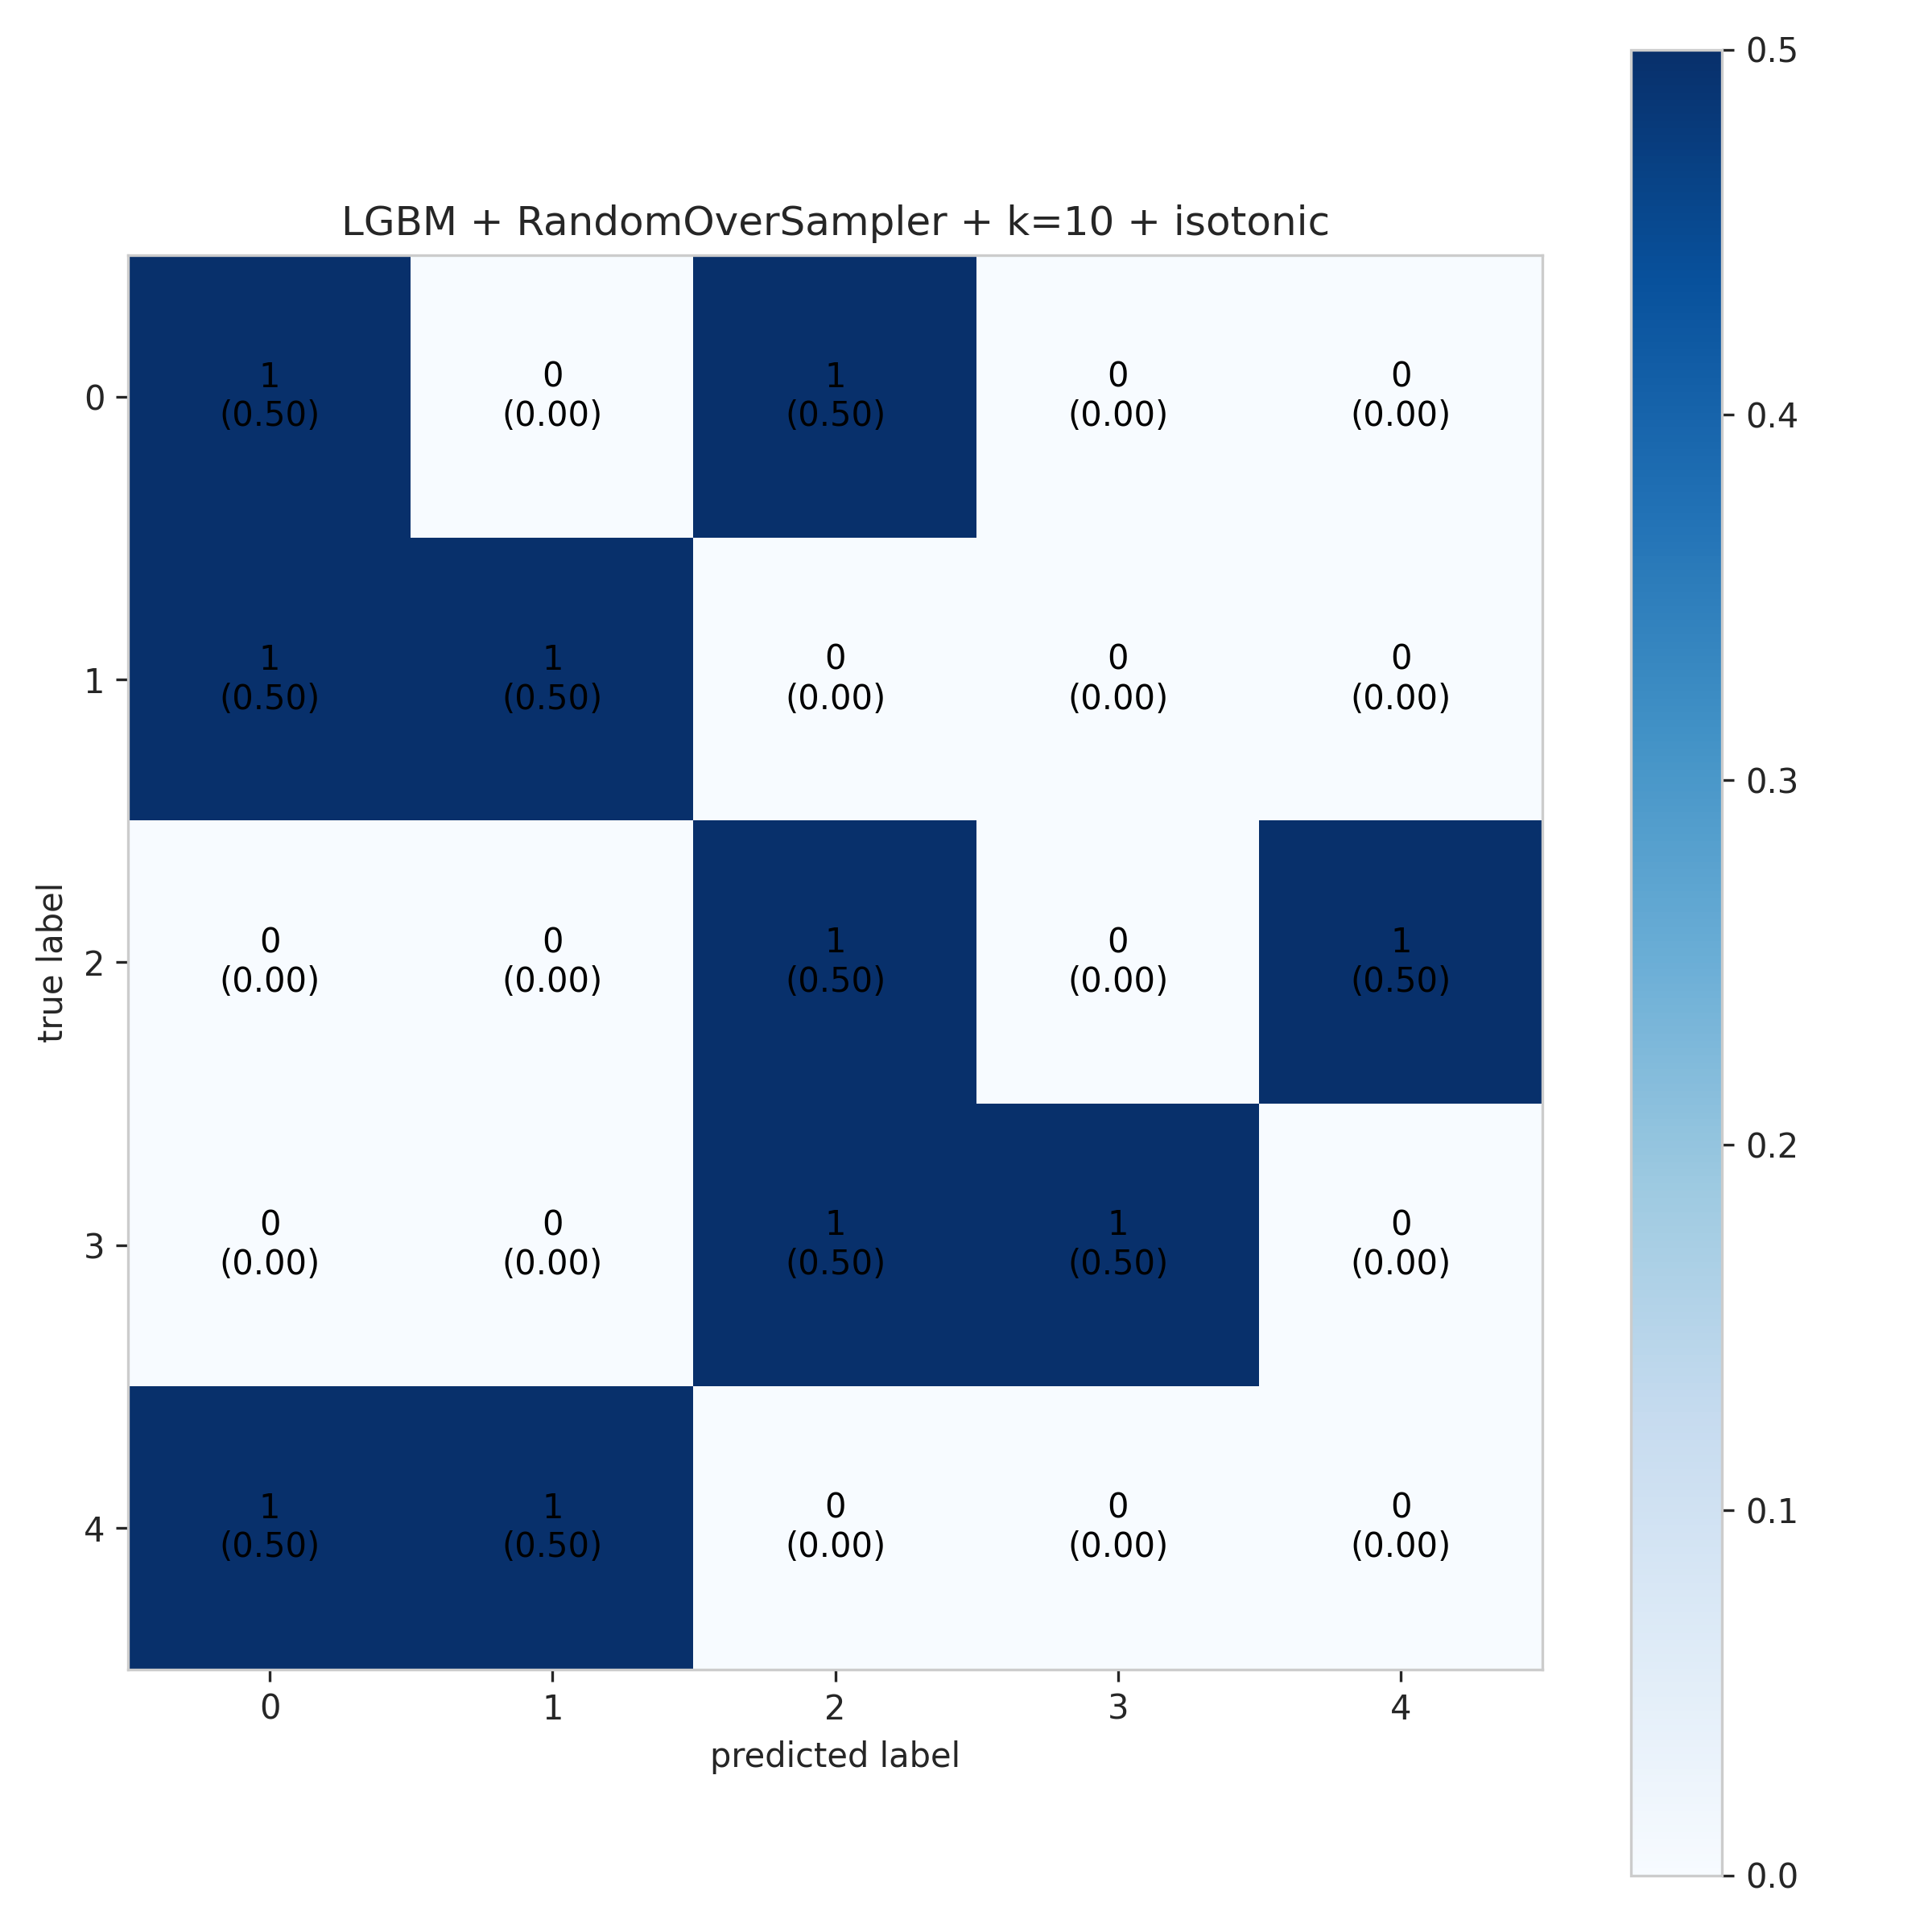 LGBM + RandomOverSampler + k=10 + isotonic
0.5
0.4
0.3
0.2
0.1
0.0
true label
0
1
2
3
4
1 0 1 0 0
(0.50) (0.00) (0.50) (0.00) (0.00)
1 1 0 0 0
(0.50) (0.50) (0.00) (0.00) (0.00)
0 0 1 0 1
(0.00) (0.00) (0.50) (0.00) (0.50)
0 0 1 1 0
(0.00) (0.00) (0.50) (0.50) (0.00)
1 1 0 0 0
(0.50) (0.50) (0.00) (0.00) (0.00)
0 1 2 3 4
predicted label